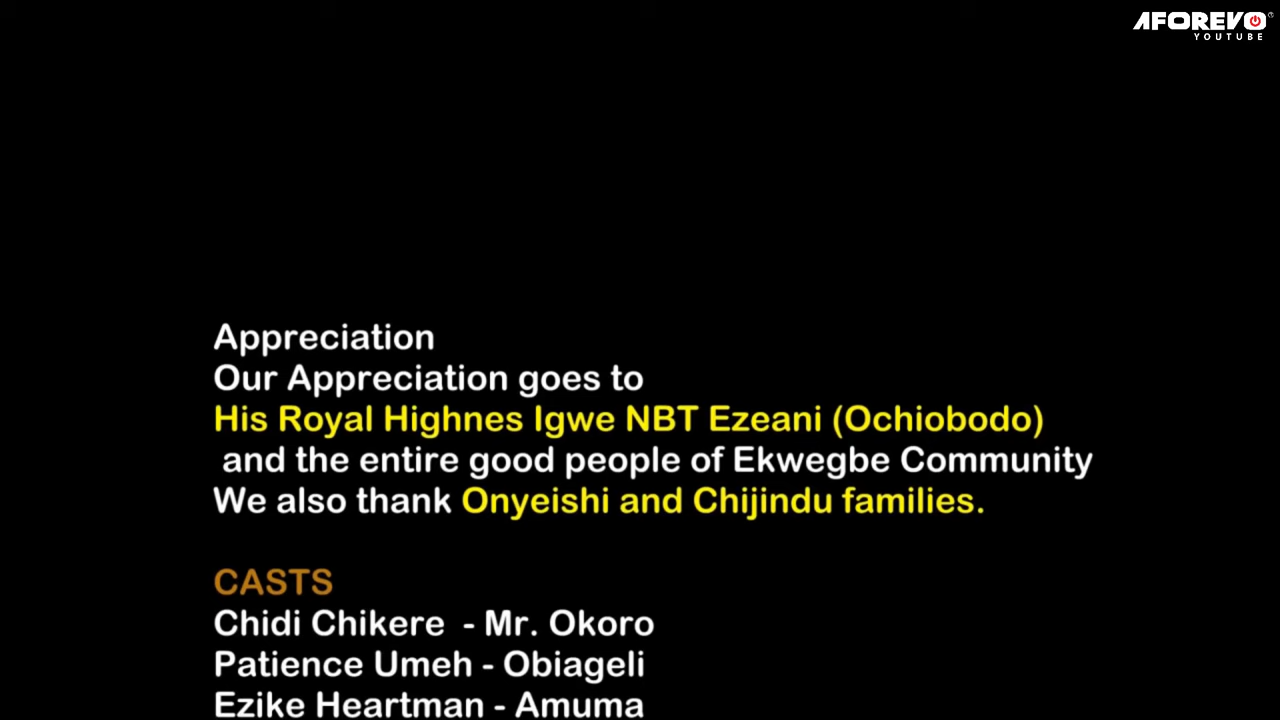 AFOREVO
YOUTUBE
Appreciation
Our Appreciation goes to
His Royal Highnes Igwe NBT Ezeani (Ochiobodo)
and the entire good people of Ekwegbe Community
We also thank Onyeishi and Chijindu families.
CASTS
Chidi Chikere - Mr. Okoro
Patience Umeh - Obiageli
Ezike Heartman - Amuma